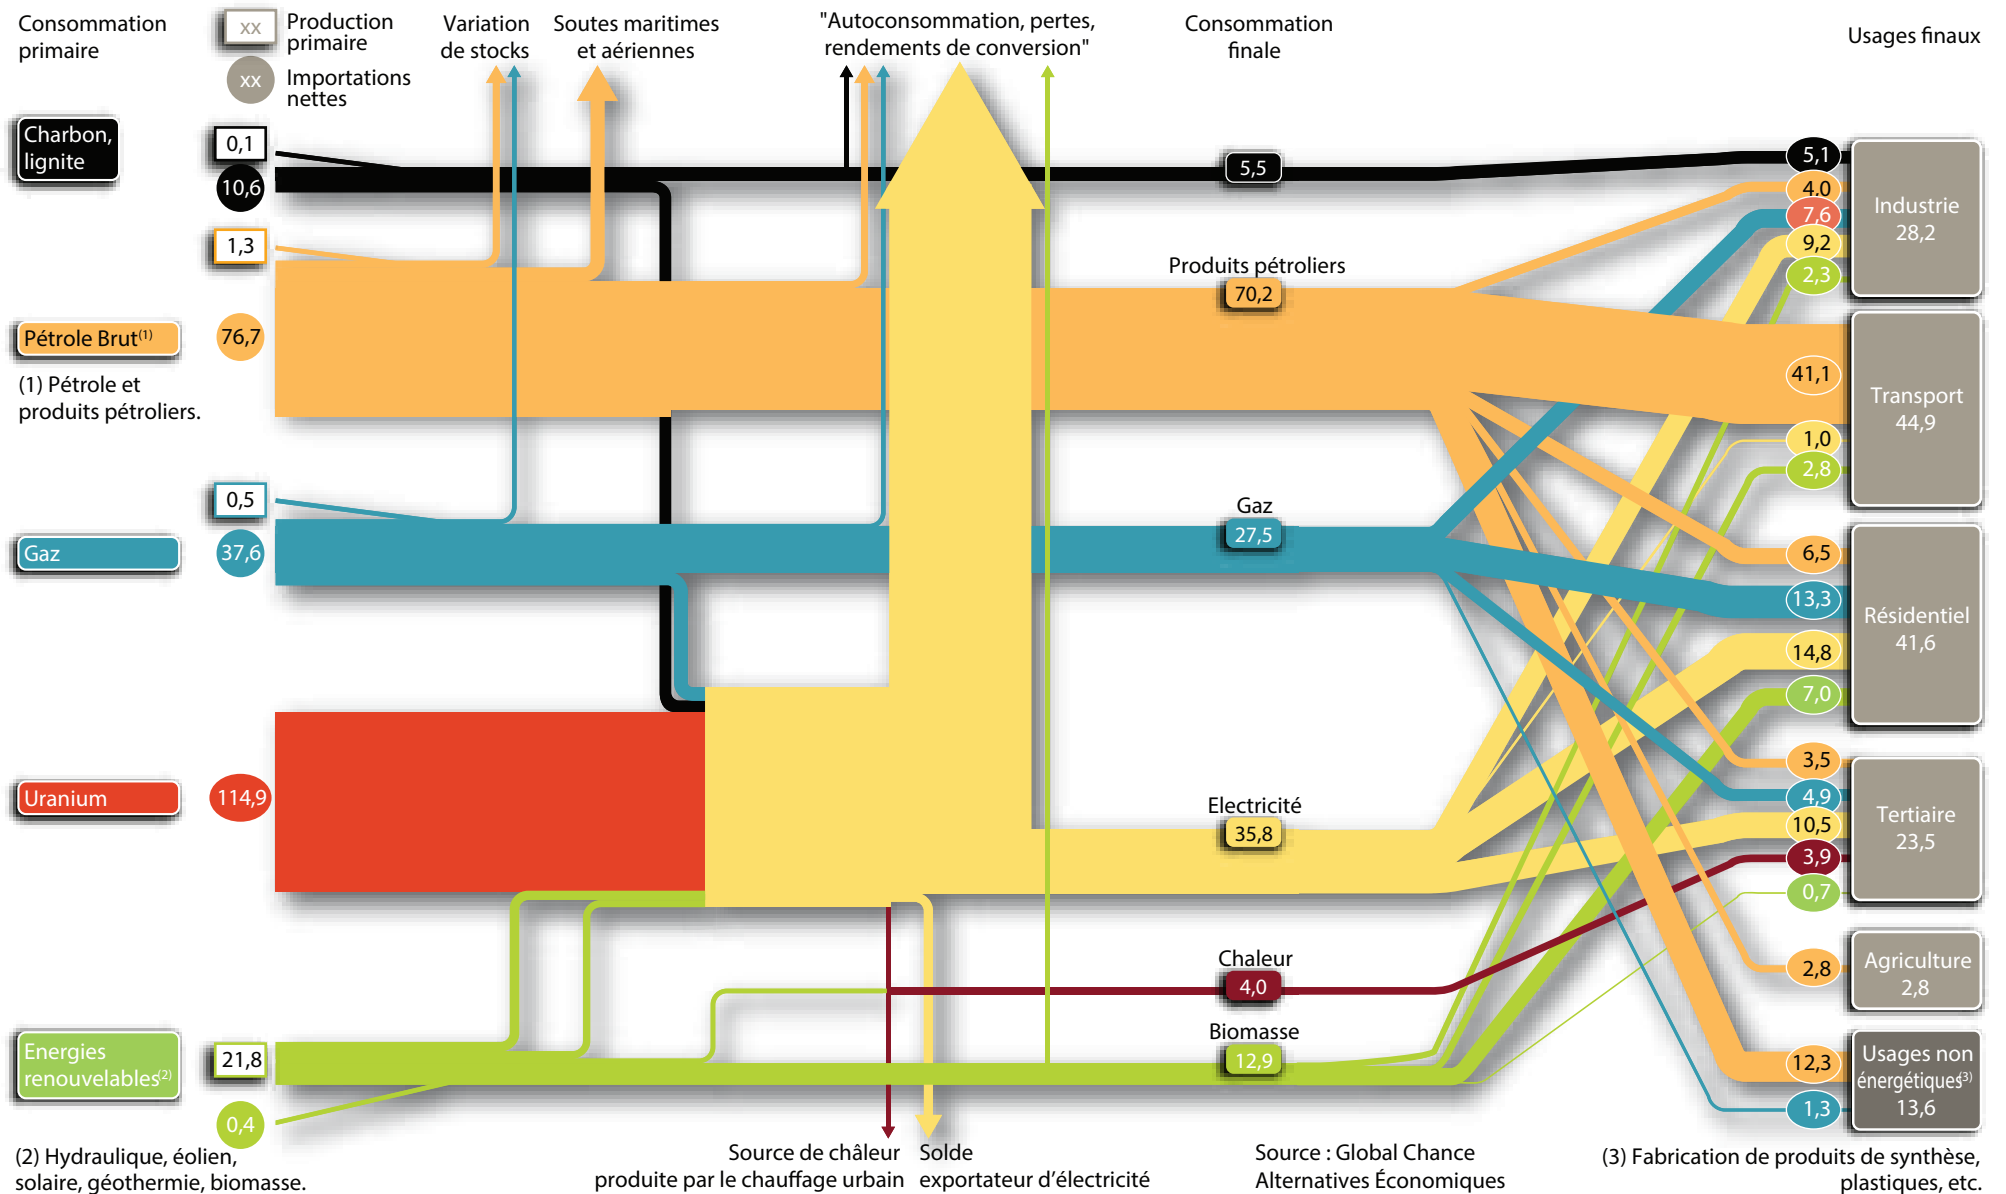 Consommation
primaire
xx
Production
primaire
xx
Importations
nettes
Variation
de stocks
Soutes maritimes
et aériennes
"Autoconsommation, pertes,
rendements de conversion"
Consommation
finale
Usages finaux
Charbon,
lignite
0,1
10,6
1,3
Pétrole Brut(1)
76,7
(1) Pétrole et
produits pétroliers.
0,5
Gaz
37,6
Uranium
114,9
Energies
renouvelables(2)
21,8
0,4
(2) Hydraulique, éolien,
solaire, géothermie, biomasse.
5,5
Produits pétroliers
70,2
Gaz
27,5
Electricité
35,8
Chaleur
4,0
Biomasse
12,9
Source de châleur
produite par le chauffage urbain
Solde
exportateur d’électricité
Source : Global Chance
Alternatives Économiques
5,1
4,0
7,6
9,2
2,3
Industrie
28,2
41,1
1,0
2,8
Transport
44,9
6,5
13,3
14,8
7,0
Résidentiel
41,6
3,5
4,9
10,5
3,9
0,7
Tertiaire
23,5
2,8
Agriculture
2,8
12,3
1,3
Usages non
énergétiques(3)
13,6
(3) Fabrication de produits de synthèse,
plastiques, etc.